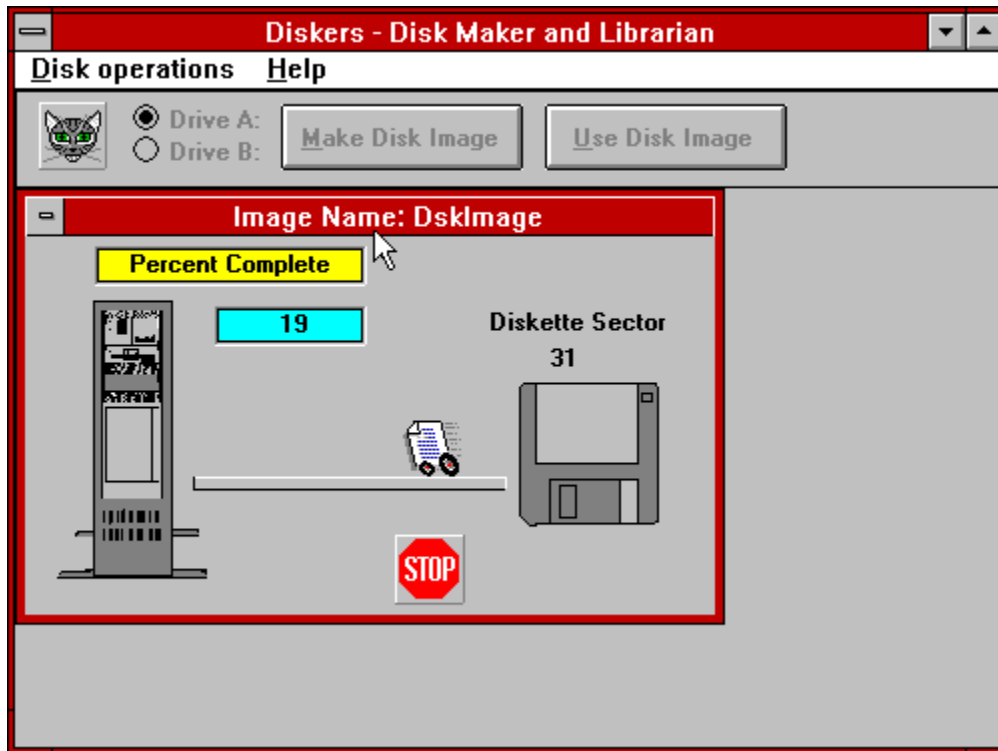 Diskers - Disk Maker and Librarian
Disk operations Help
Drive A:
Drive B:
Make Disk Image
Use Disk Image
Image Name: DskImage
Percent Complete
19
Diskette Sector
31
STOP